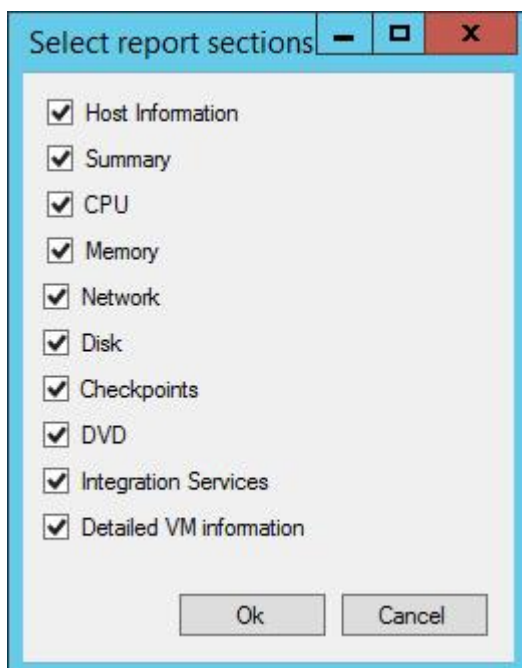 Select report sections
Host Information
Summary
CPU
Memory
Network
Disk
Checkpoints
DVD
Integration Services
Detailed VM information
Ok Cancel